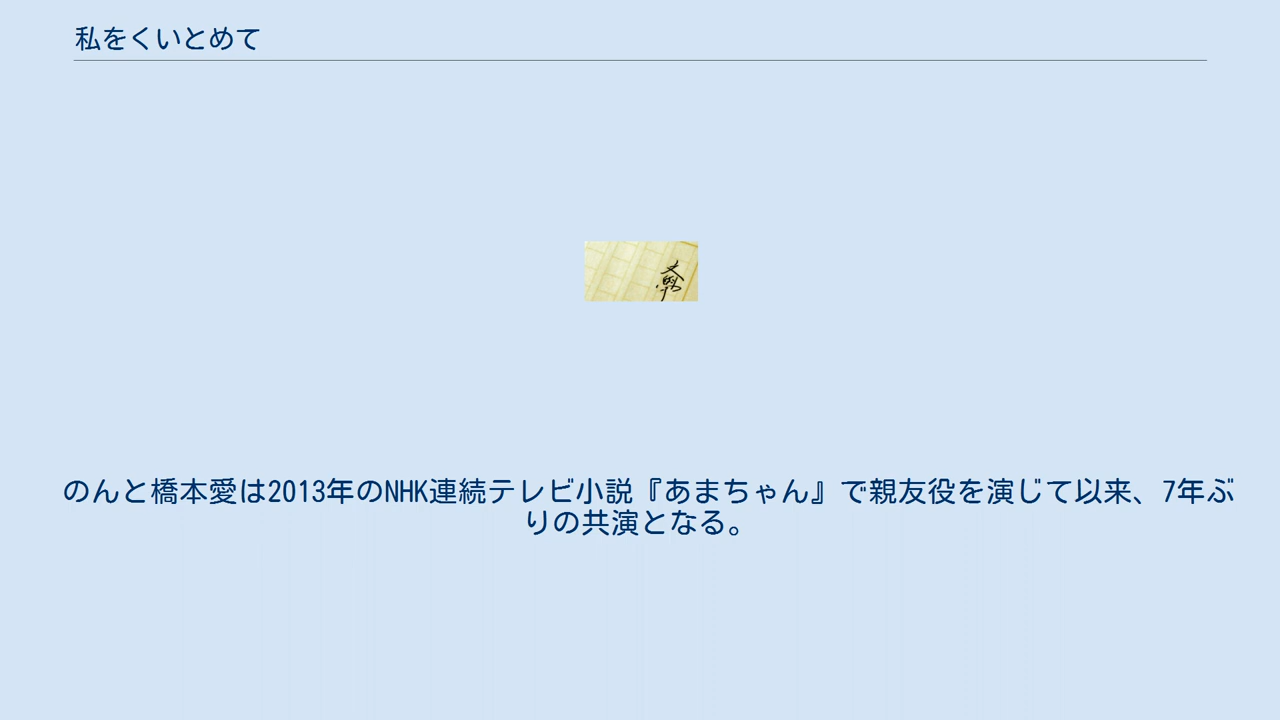 私をくいとめて
のんと橋本愛は2013年のNHK連続テレビ小説『あまちゃん』で親友役を演じて以来、7年ぶ
りの共演となる。